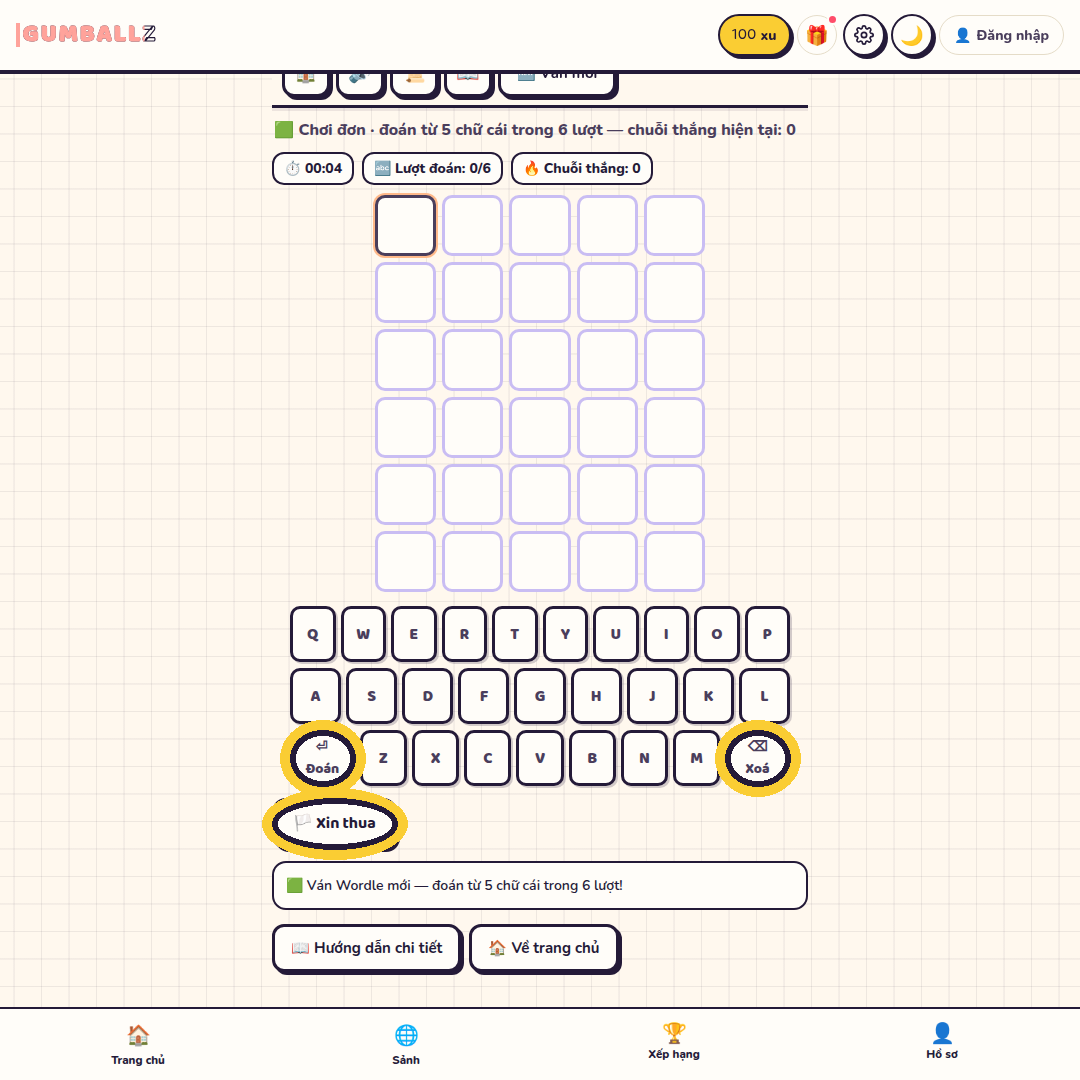 GUMBALLZ
100 xu
Đăng nhập
Ván mới
Chơi đơn · đoán từ 5 chữ cái trong 6 lượt — chuỗi thắng hiện tại: 0
00:04
Lượt đoán: 0/6
Chuỗi thắng: 0
Q W E R T Y U I O P
A S D F G H J K L
Đoán Z X C V B N M Xoá
Xin thua
Ván Wordle mới — đoán từ 5 chữ cái trong 6 lượt!
Hướng dẫn chi tiết
Về trang chủ
Trang chủ
Sảnh
Xếp hạng
Hồ sơ